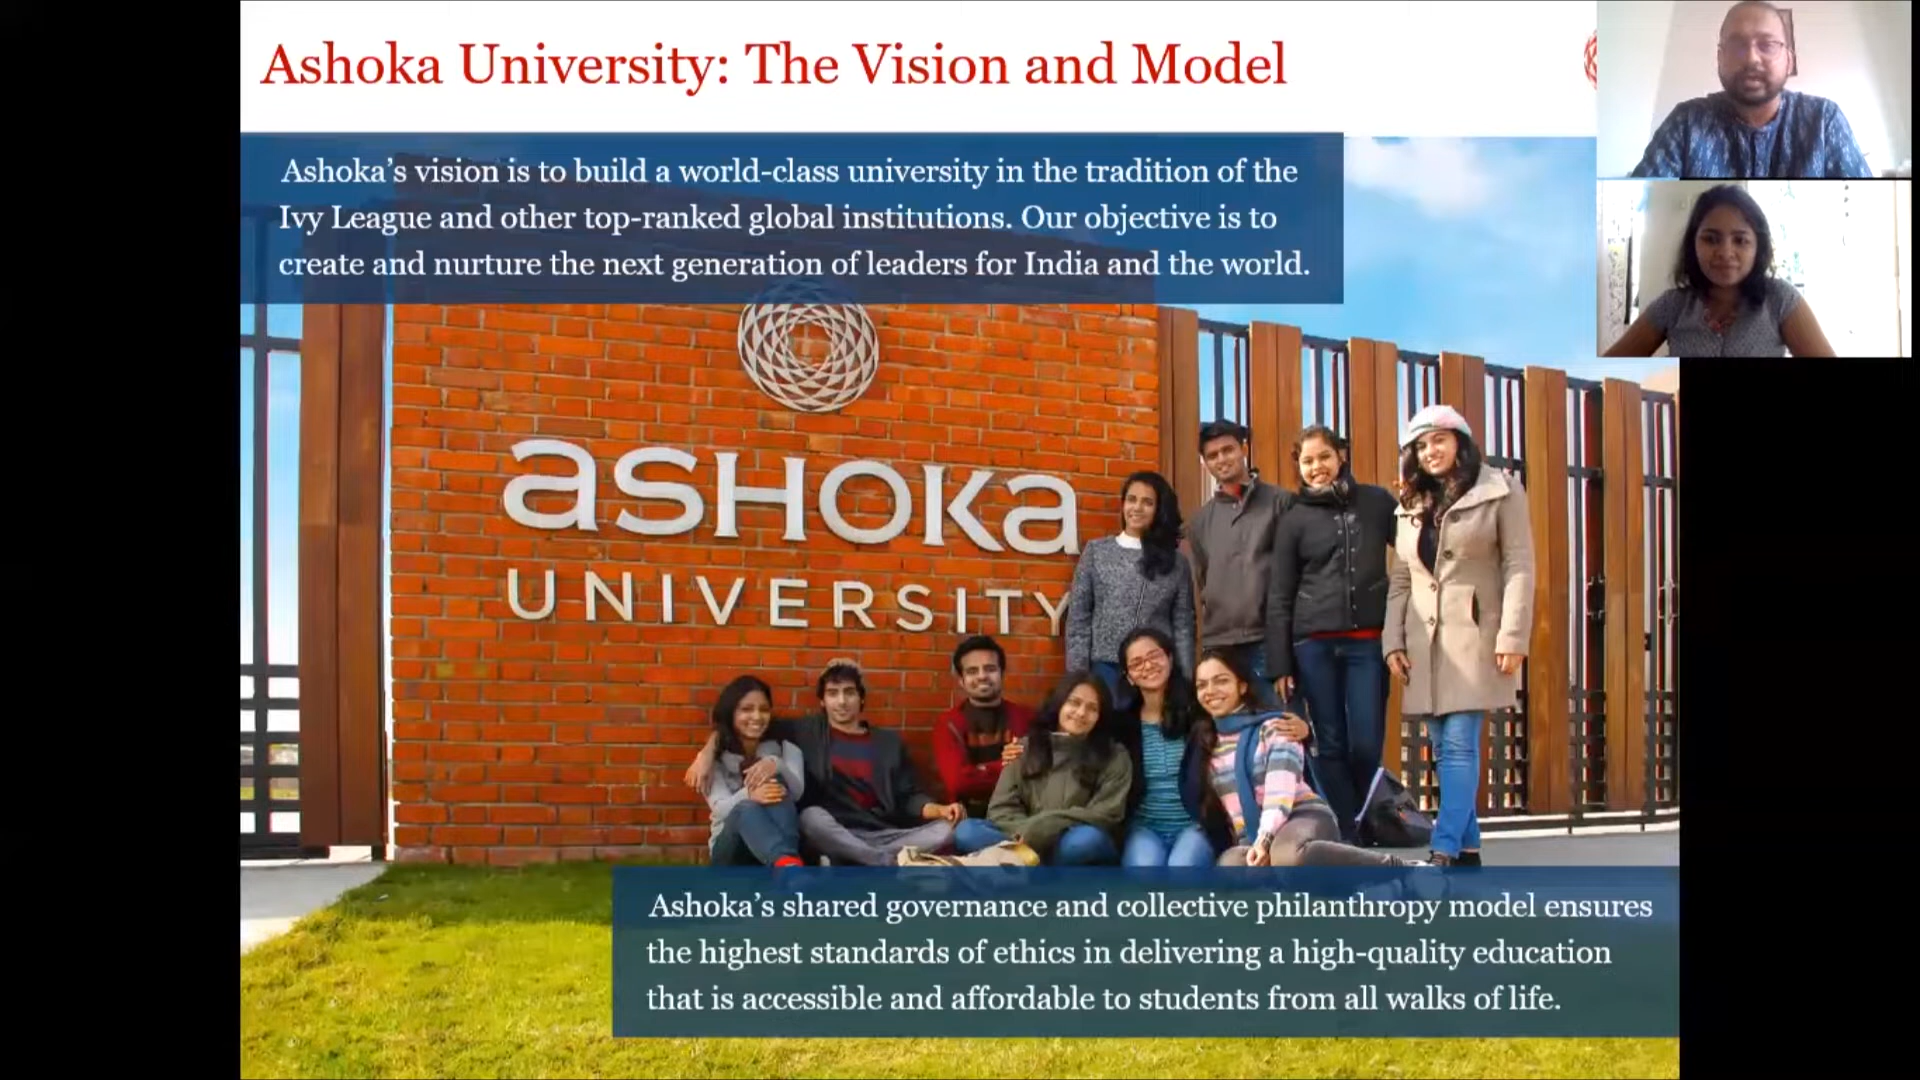 Ashoka University: The Vision and Model
Ashoka’s vision is to build a world-class university in the tradition of the
Ivy League and other top-ranked global institutions. Our objective is to
create and nurture the next generation of leaders for India and the world.
ASHOKA
UNIVERSITY
Ashoka’s shared governance and collective philanthropy model ensures
the highest standards of ethics in delivering a high-quality education
that is accessible and affordable to students from all walks of life.